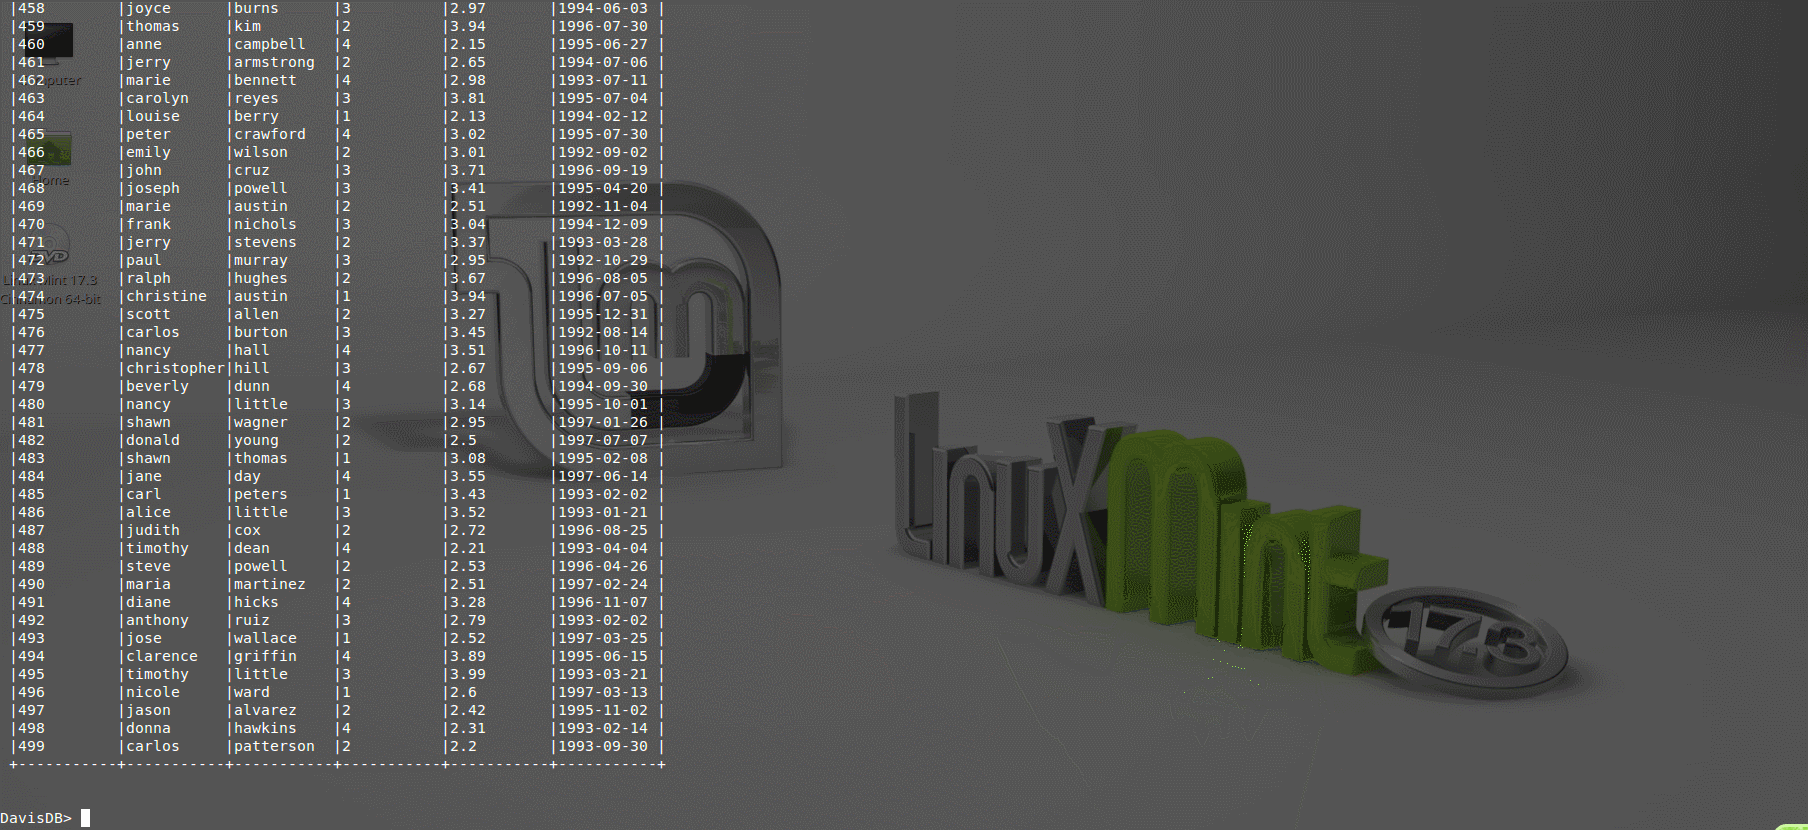 |458 |joyce |burns |3 |2.97 |1994-06-03 |
|459 |thomas |kim |2 |3.94 |1996-07-30 |
|460 |anne |campbell |4 |2.15 |1995-06-27 |
|461 |jerry |armstrong |2 |2.65 |1994-07-06 |
|462 |marie |bennett |4 |2.98 |1993-07-11 |
|463 |carolyn |reyes |3 |3.81 |1995-07-04 |
|464 |louise |berry |1 |2.13 |1994-02-12 |
|465 |peter |crawford |4 |3.02 |1995-07-30 |
|466 |emily |wilson |2 |3.01 |1992-09-02 |
|467 |john |cruz |3 |3.71 |1996-09-19 |
|468 |joseph |powell |3 |3.41 |1995-04-20 |
|469 |marie |austin |2 |2.51 |1992-11-04 |
|470 |frank |nichols |3 |3.04 |1994-12-09 |
|471 |jerry |stevens |2 |3.37 |1993-03-28 |
|472 |paul |murray |3 |2.95 |1992-10-29 |
|473 |ralph |hughes |2 |3.67 |1996-08-05 |
|474 |christine |austin |1 |3.94 |1996-07-05 |
|475 |scott |allen |2 |3.27 |1995-12-31 |
|476 |carlos |burton |3 |3.45 |1992-08-14 |
|477 |nancy |hall |4 |3.51 |1996-10-11 |
|478 |christopher|hill |3 |2.67 |1995-09-06 |
|479 |beverly |dunn |4 |2.68 |1994-09-30 |
|480 |nancy |little |3 |3.14 |1995-10-01 |
|481 |shawn |wagner |2 |2.95 |1997-01-26 |
|482 |donald |young |2 |2.5 |1997-07-07 |
|483 |shawn |thomas |1 |3.08 |1995-02-08 |
|484 |jane |day |4 |3.55 |1997-06-14 |
|485 |carl |peters |1 |3.43 |1993-02-02 |
|486 |alice |little |3 |3.52 |1993-01-21 |
|487 |judith |cox |2 |2.72 |1996-08-25 |
|488 |timothy |dean |4 |2.21 |1993-04-04 |
|489 |steve |powell |2 |2.53 |1996-04-26 |
|490 |maria |martinez |2 |2.51 |1997-02-24 |
|491 |diane |hicks |4 |3.28 |1996-11-07 |
|492 |anthony |ruiz |3 |2.79 |1993-02-02 |
|493 |jose |wallace |1 |2.52 |1997-03-25 |
|494 |clarence |griffin |4 |3.89 |1995-06-15 |
|495 |timothy |little |3 |3.99 |1993-03-21 |
|496 |nicole |ward |1 |2.6 |1997-03-13 |
|497 |jason |alvarez |2 |2.42 |1995-11-02 |
|498 |donna |hawkins |4 |2.31 |1993-02-14 |
|499 |carlos |patterson |2 |2.2 |1993-09-30 |
+-----------+-----------+-----------+-----------+-----------+-----------+
DavisDB>
Home
17.3
64-bit
Linux Mint
17.3